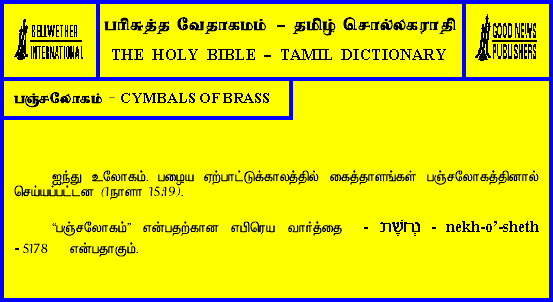 BELLWETHER
INTERNATIONAL
பரிசுத்த வேதாகமம் – தமிழ் சொல்லகராதி
THE HOLY BIBLE – TAMIL DICTIONARY
GOOD NEWS
PUBLISHERS
பஞ்சலோகம் – CYMBALS OF BRASS
ஐந்து உலோகம். பழைய ஏற்பாட்டுக்காலத்தில் கைத்தாளங்கள் பஞ்சலோகத்தினால்
செய்யப்பட்டன (1நாளா 15:19).
“பஞ்சலோகம்” என்பதற்கான எபிரெய வார்த்தை - נְחֹשֶׁת - nekh-o’-sheth
- 5178 என்பதாகும்.